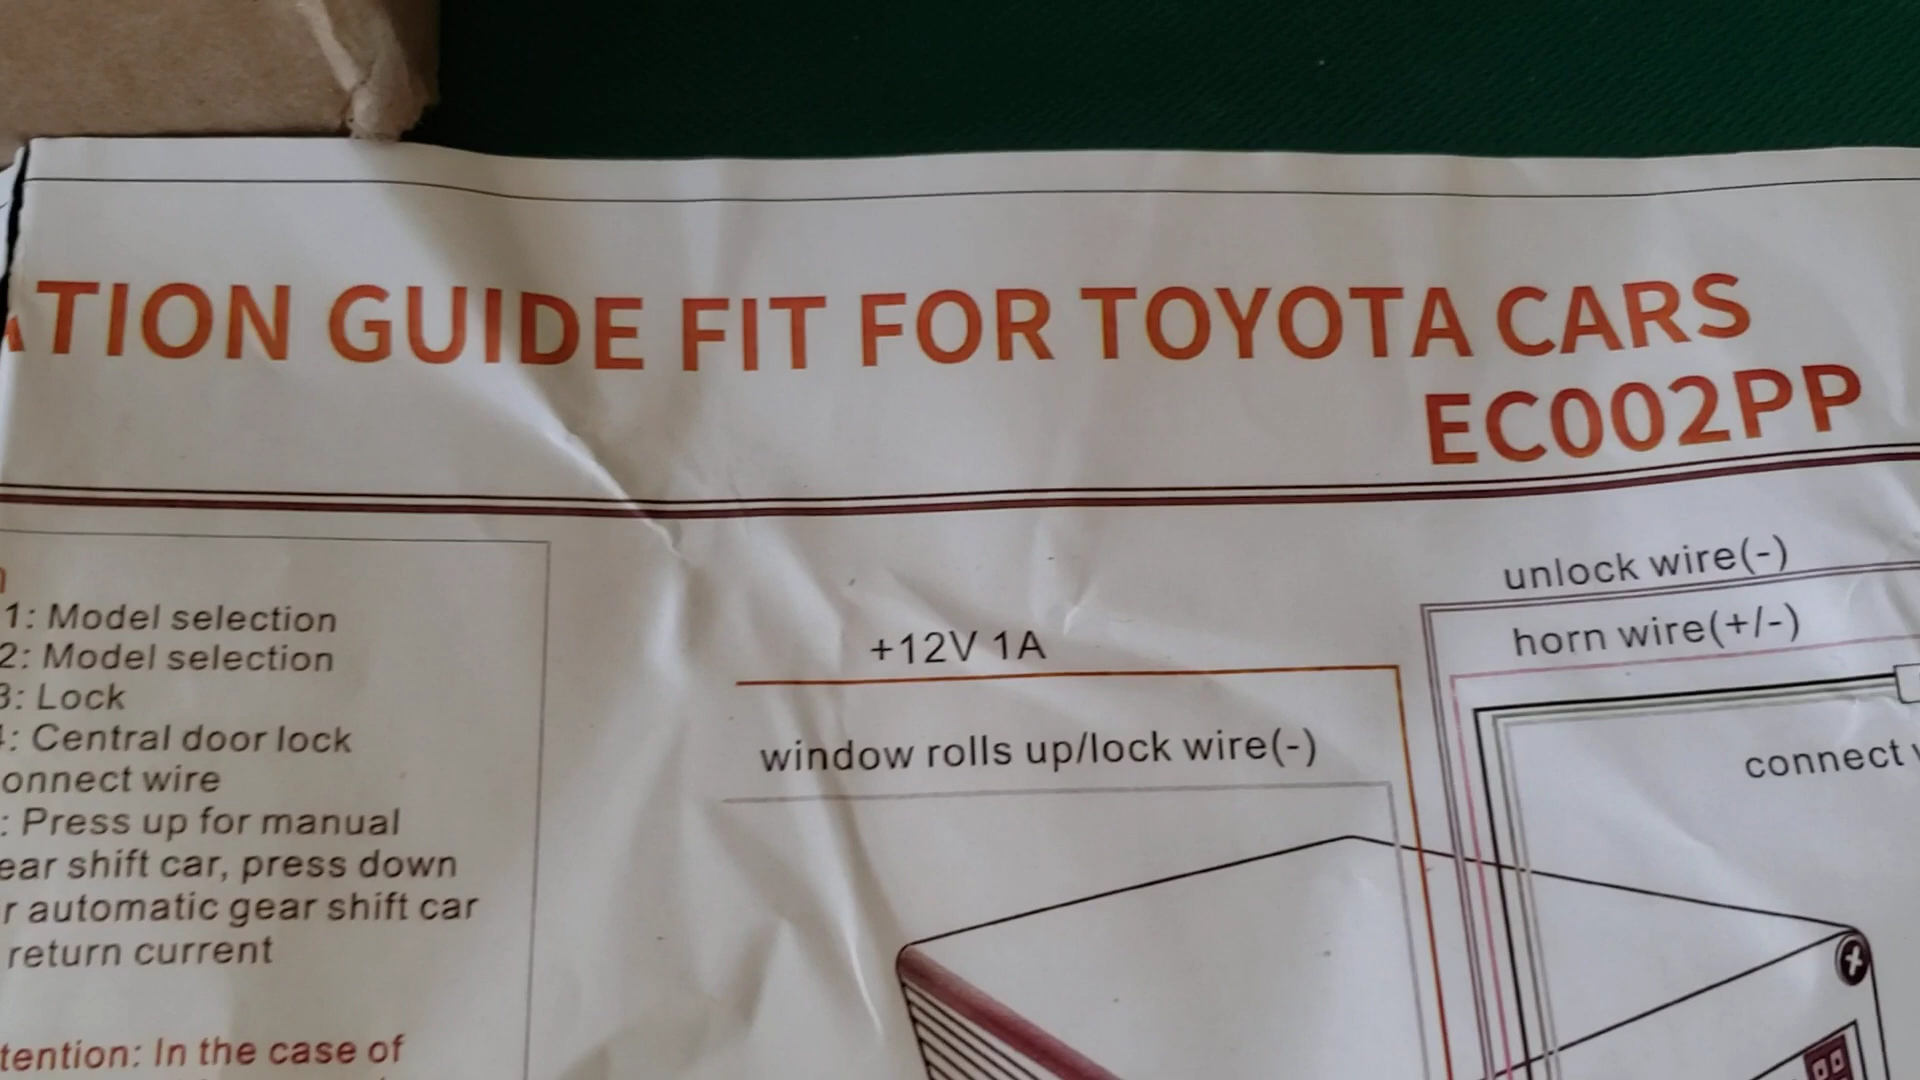 TION GUIDE FIT FOR TOYOTA CARS
EC002PP
1: Model selection
2: Model selection
3: Lock
: Central door lock
onnect wire
: Press up for manual
ear shift car, press down
r automatic gear shift car
return current
tention: In the case of
+12V 1A
window rolls up/lock wire(-)
unlock wire(-)
horn wire(+/-)
connect